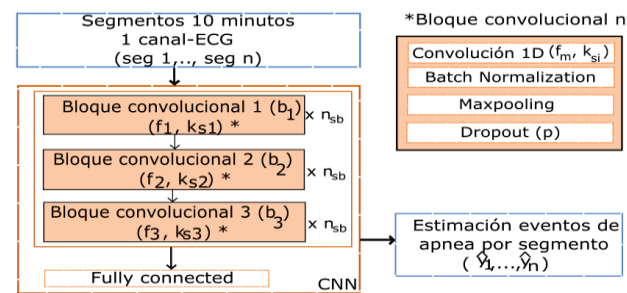 Segmentos 10 minutos
1 canal-ECG
(seg 1,.., seg n)
Bloque convolucional 1 (b1)
(f1, ks1) *
x nsb
Bloque convolucional 2 (b2)
(f2, ks2) *
x nsb
Bloque convolucional 3 (b3)
(f3, ks3) *
x nsb
Fully connected
CNN
*Bloque convolucional n
Convolución 1D (fm, ksi)
Batch Normalization
Maxpooling
Dropout (p)
Estimación eventos de
apnea por segmento
( ŷ1,...,ŷn)